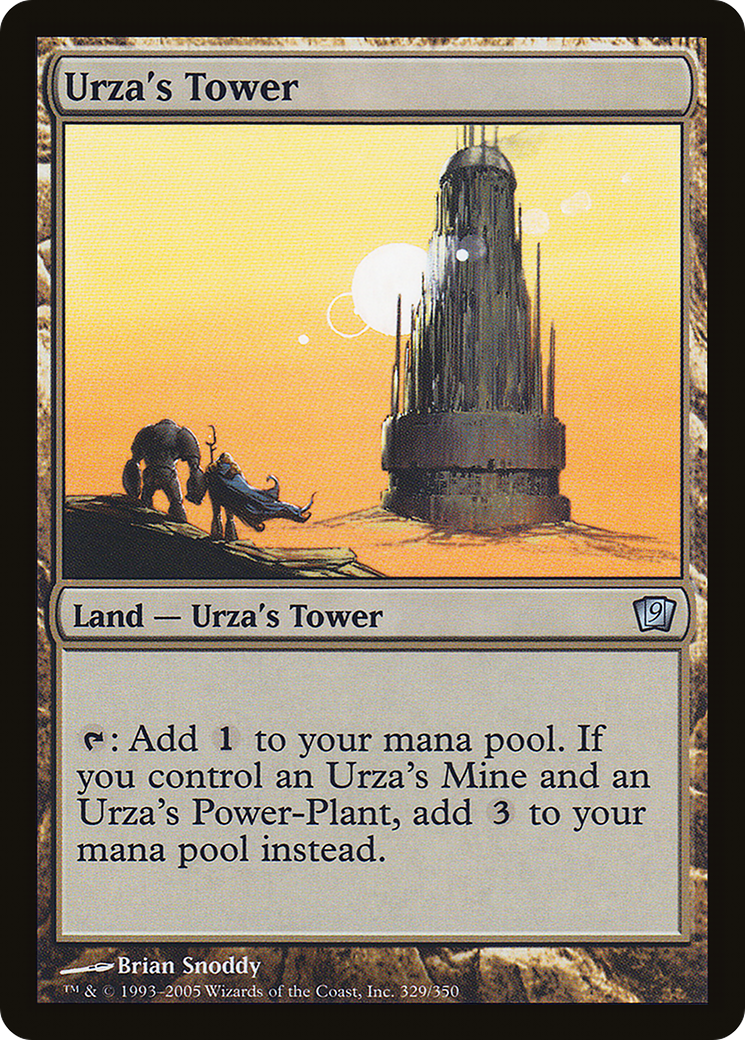 Urza's Tower
Land — Urza's Tower
9
: Add 1 to your mana pool. If
you control an Urza's Mine and an
Urza's Power-Plant, add 3 to your
mana pool instead.
Brian Snoddy
™ & © 1993–2005 Wizards of the Coast, Inc. 329/350